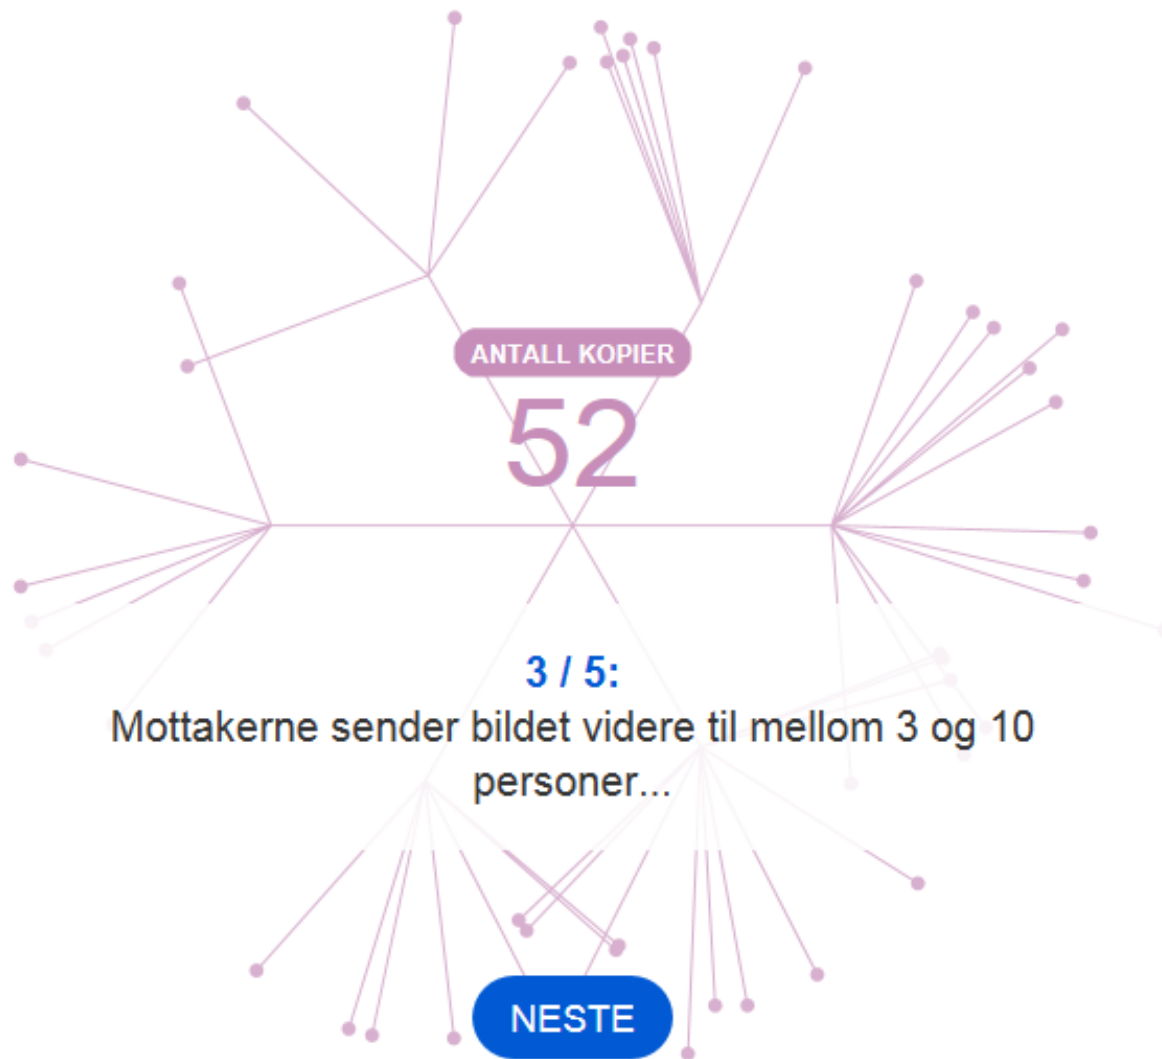 ANTALL KOPIER
52
3 / 5:
Mottakerne sender bildet videre til mellom 3 og 10
personer...
NESTE